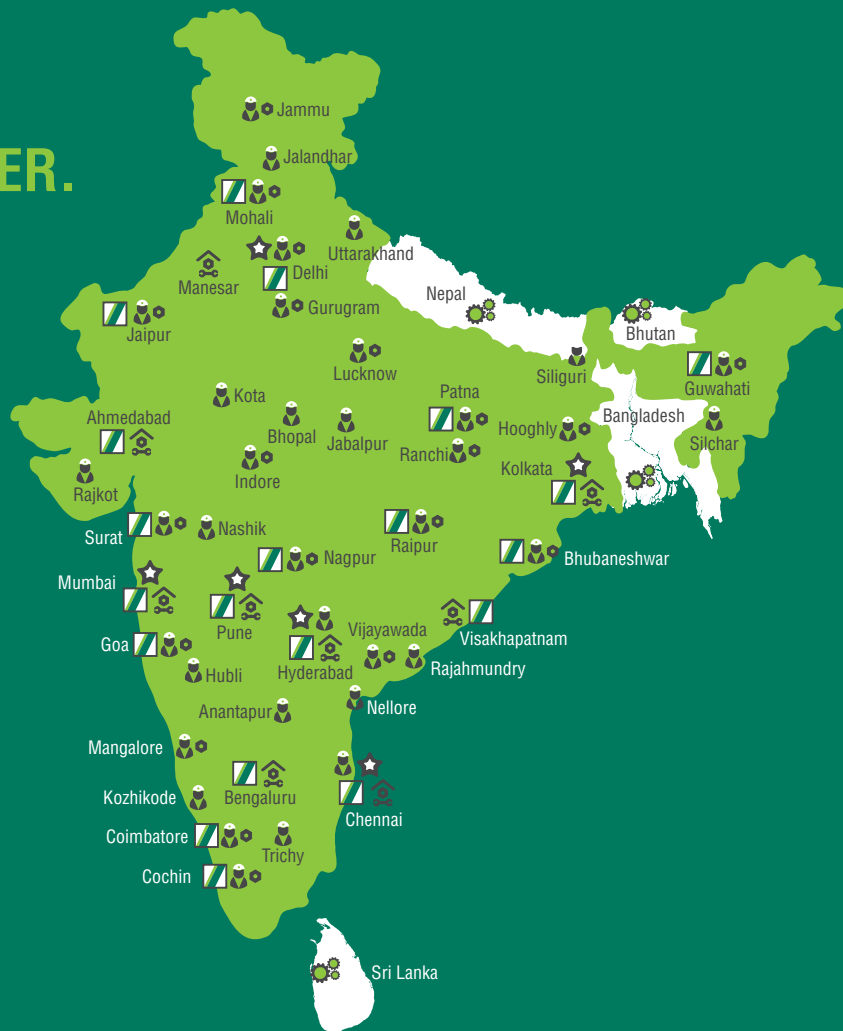 Jammu
ER.
Jalandhar
Mohali
Uttarakhand
Delhi
Manesar
Nepal
Gurugram
Jaipur
Bhutan
Lucknow
Siliguri
Guwahati
Kota
Patna
Ahmedabad
Bangladesh
Bhopal
Jabalpur
Hooghly
Silchar
Ranchi
Indore
Kolkata
Rajkot
Surat
Nashik
Raipur
Nagpur
Bhubaneshwar
Mumbai
Pune
Vijayawada
Visakhapatnam
Goa
Hyderabad
Rajahmundry
Hubli
Anantapur
Nellore
Mangalore
Kozhikode
Bengaluru
Chennai
Coimbatore
Trichy
Cochin
Sri Lanka